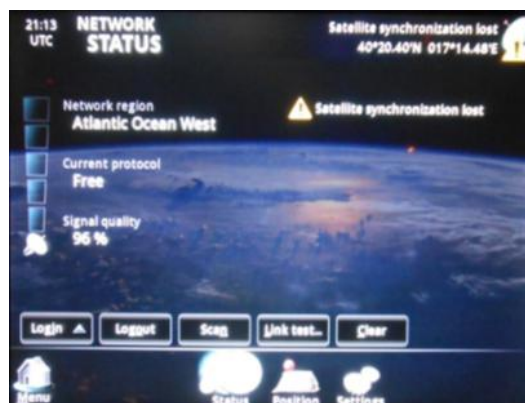 21:13
UTC
NETWORK
STATUS
Satellite synchronization lost
40°20.40'N 017°14.48'E
Network region
Atlantic Ocean West
Satellite synchronization lost
Current protocol
Free
Signal quality
96 %
Login
Logout
Scan
Link test...
Clear
Menu
Status
Position
Settings